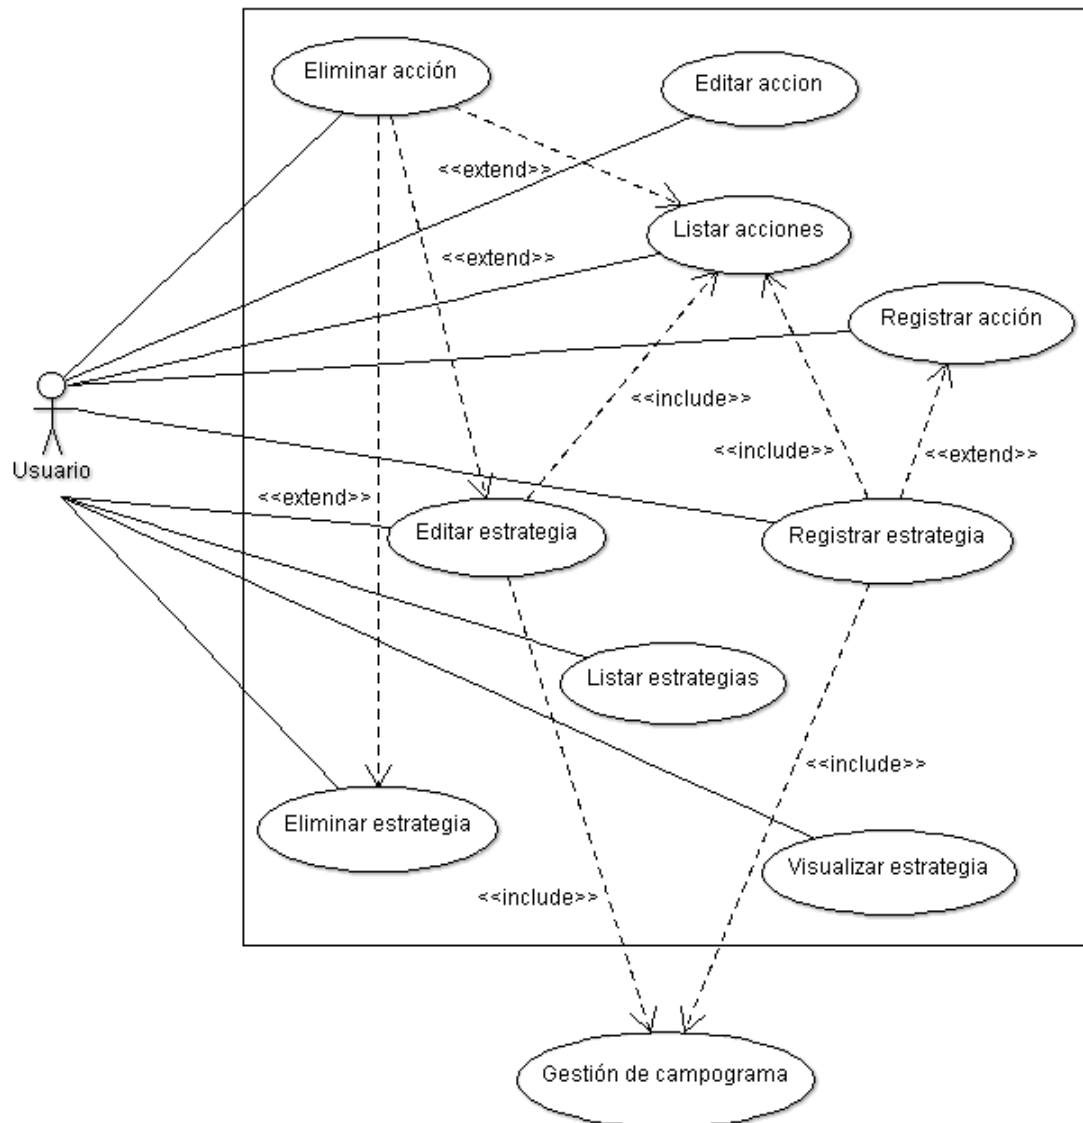 Eliminar acción
Editar accion
<<extend>>
Listar acciones
<<extend>>
Registrar acción
<<include>>
<<include>>
<<extend>>
Usuario
<<extend>>
Editar estrategia
Registrar estrategia
Listar estrategias
<<include>>
Eliminar estrategia
Visualizar estrategia
<<include>>
Gestión de campograma